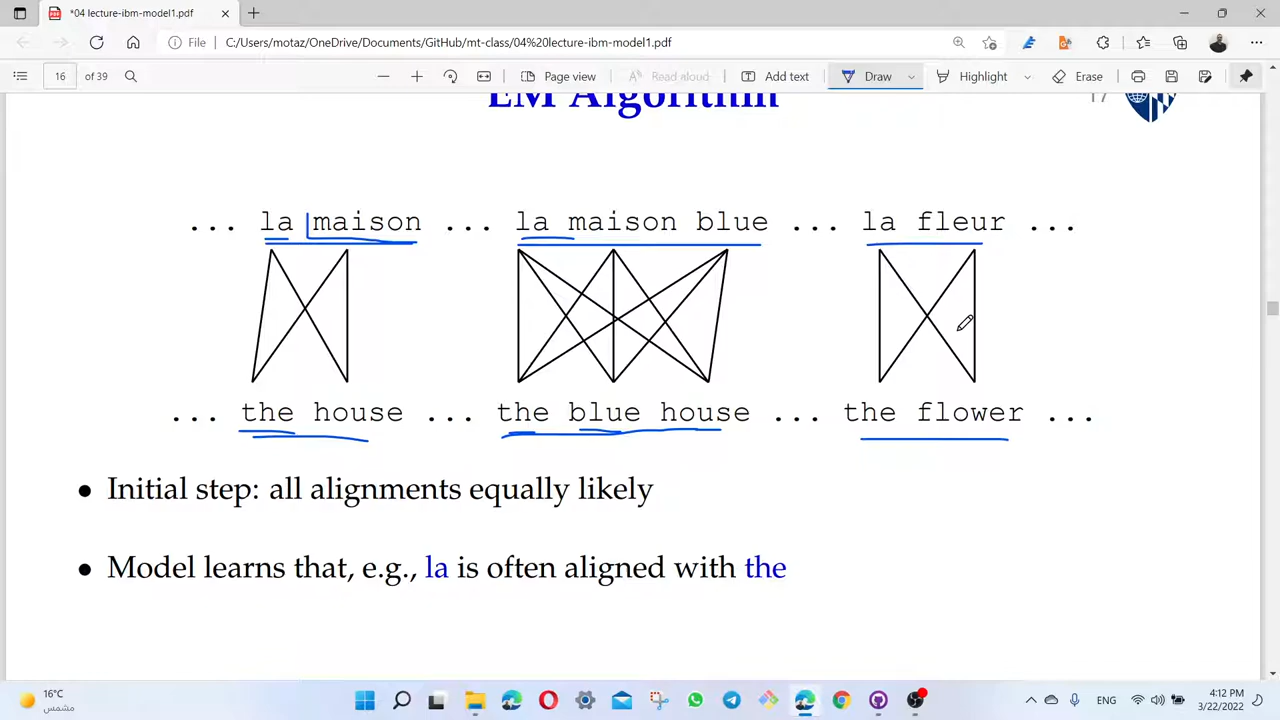 *04 lecture-ibm-model1.pdf
File C:/Users/motaz/OneDrive/Documents/GitHub/mt-class/04%20lecture-ibm-model1.pdf
16 of 39 Page view Read aloud Add text Draw Highlight Erase
EM Algorithm 17
... la maison ... la maison blue ... la fleur ...
... the house ... the blue house ... the flower ...
• Initial step: all alignments equally likely
• Model learns that, e.g., la is often aligned with the
16°C
مشمس
ENG
4:12 PM
3/22/2022